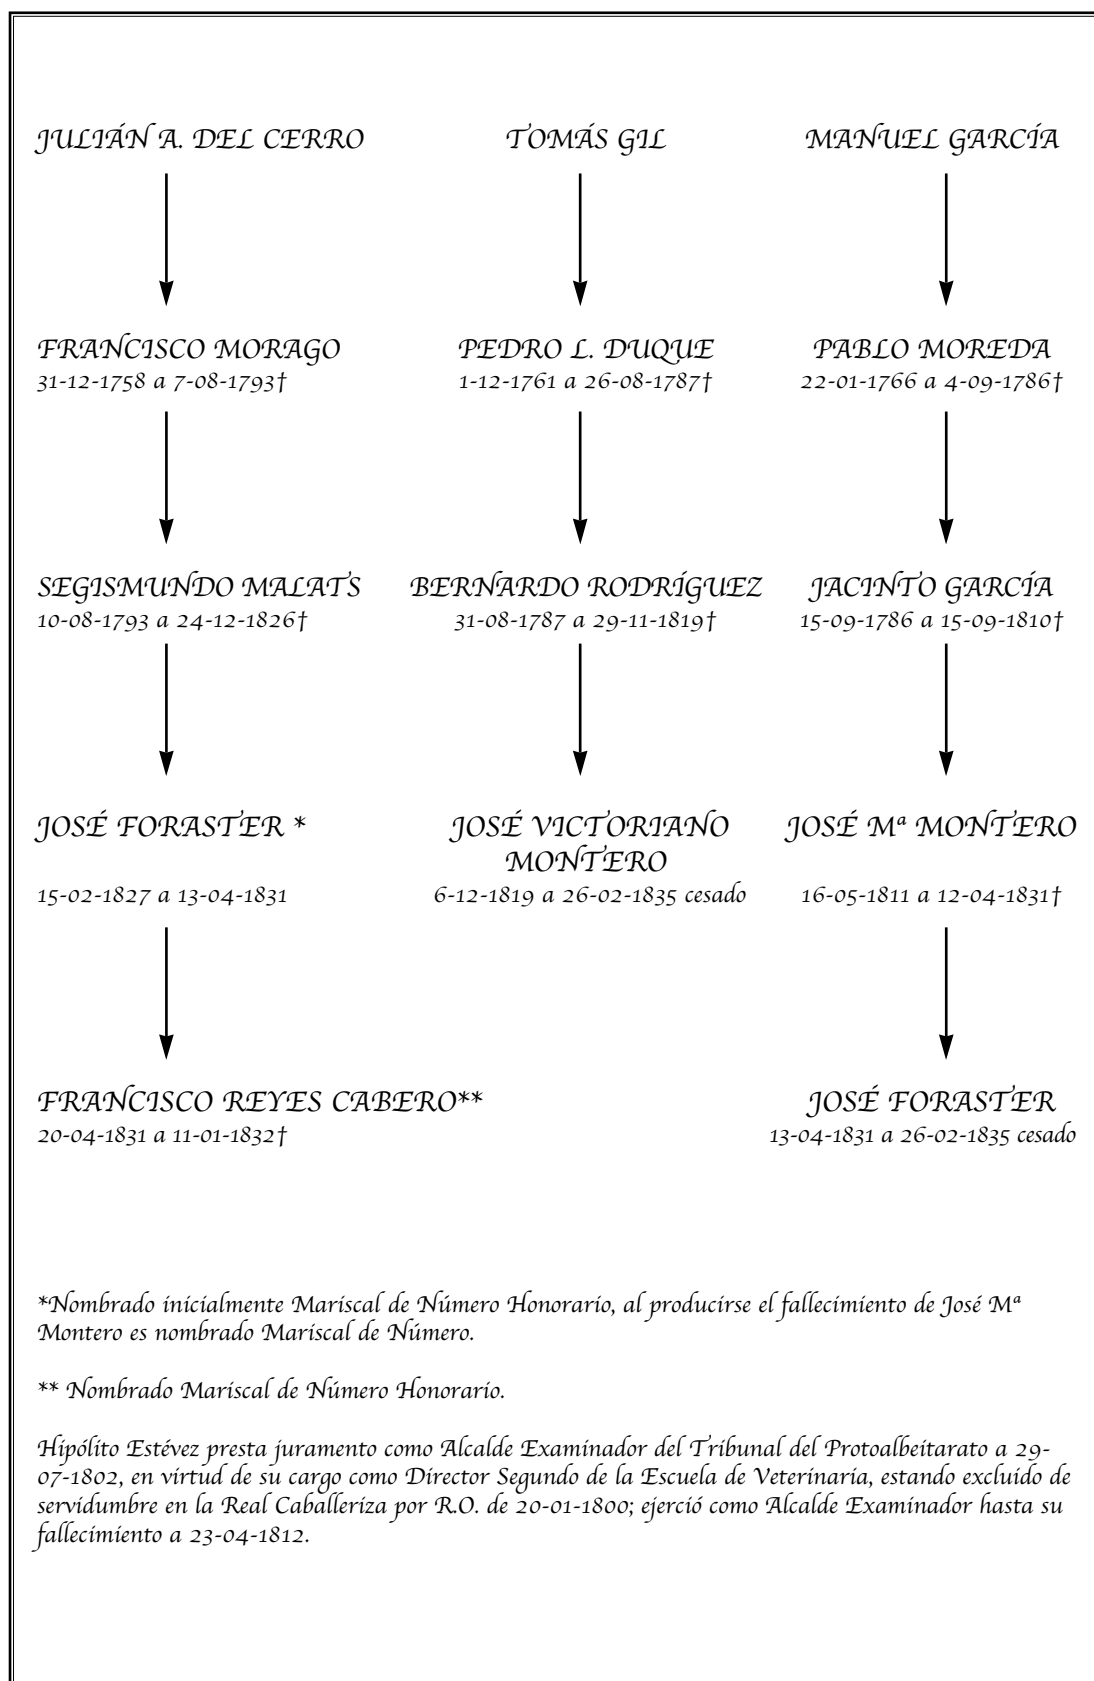 JULIÁN A. DEL CERRO
TOMÁS GIL
MANUEL GARCÍA
FRANCISCO MORAGO
31-12-1758 a 7-08-1793†
PEDRO L. DUQUE
1-12-1761 a 26-08-1787†
PABLO MOREDA
22-01-1766 a 4-09-1786†
SEGISMUNDO MALATS
10-08-1793 a 24-12-1826†
BERNARDO RODRÍGUEZ
31-08-1787 a 29-11-1819†
JACINTO GARCÍA
15-09-1786 a 15-09-1810†
JOSÉ FORASTER *
15-02-1827 a 13-04-1831
JOSÉ VICTORIANO
MONTERO
6-12-1819 a 26-02-1835 cesado
JOSÉ Mª MONTERO
16-05-1811 a 12-04-1831†
FRANCISCO REYES CABERO**
20-04-1831 a 11-01-1832†
JOSÉ FORASTER
13-04-1831 a 26-02-1835 cesado
*Nombrado inicialmente Mariscal de Número Honorario, al producirse el fallecimiento de José Mª
Montero es nombrado Mariscal de Número.
** Nombrado Mariscal de Número Honorario.
Hipólito Estévez presta juramento como Alcalde Examinador del Tribunal del Protoalbeitarato a 29-
07-1802, en virtud de su cargo como Director Segundo de la Escuela de Veterinaria, estando excluido de
servidumbre en la Real Caballeriza por R.O. de 20-01-1800; ejerció como Alcalde Examinador hasta su
fallecimiento a 23-04-1812.